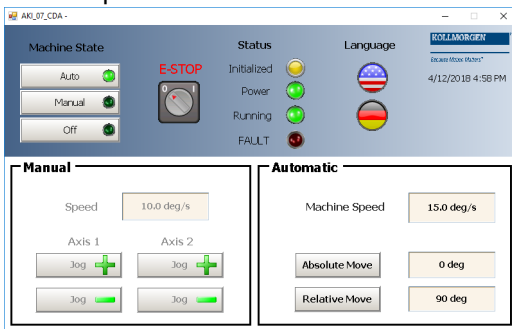 AKI_07_CDA -
Machine State
Auto
Manual
Off
E-STOP
0 I
Status
Initialized
Power
Running
FAULT
Language
KOLLMORGEN
Because Motion Matters™
4/12/2018 4:58 PM
Manual
Speed
10.0 deg/s
Axis 1
Axis 2
Jog
Jog
Jog
Jog
Automatic
Machine Speed
15.0 deg/s
Absolute Move
0 deg
Relative Move
90 deg